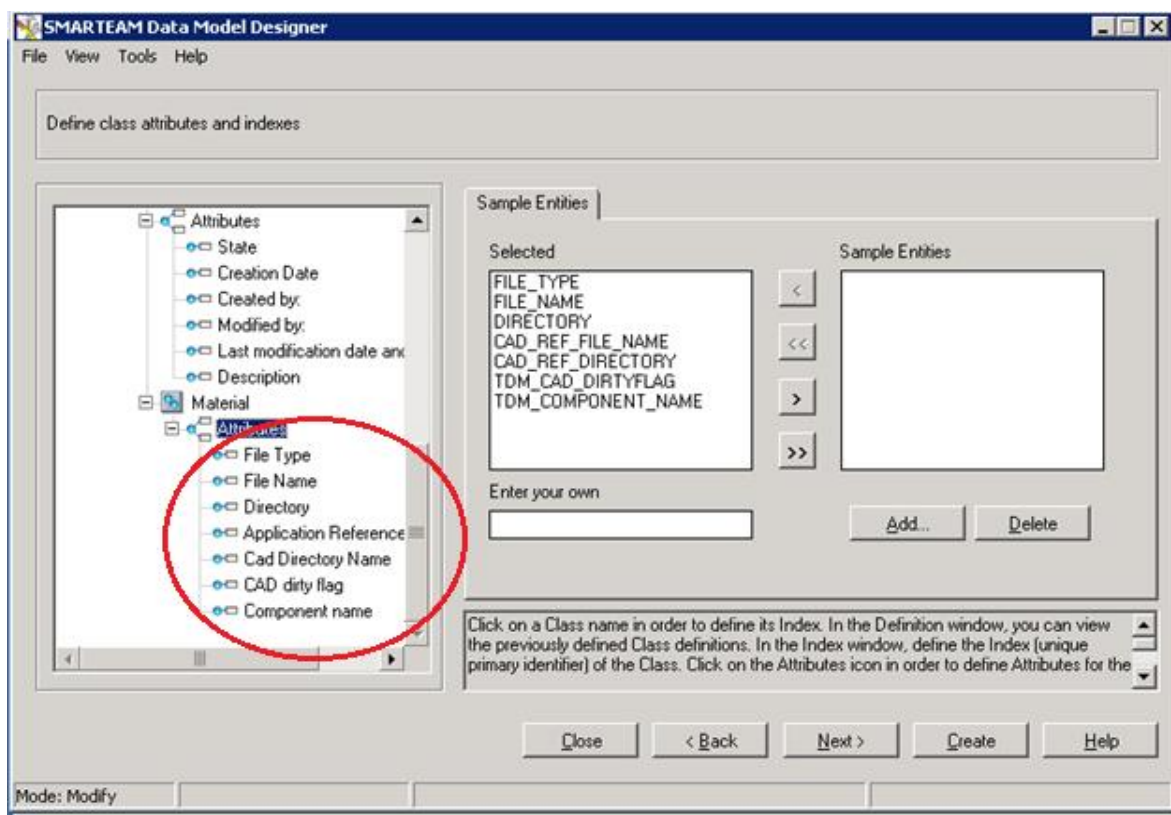 SMARTEAM Data Model Designer
File View Tools Help
Define class attributes and indexes
Attributes
State
Creation Date
Created by:
Modified by:
Last modification date and
Description
Material
Attributes
File Type
File Name
Directory
Application Reference
Cad Directory Name
CAD dirty flag
Component name
Sample Entities
Selected
FILE_TYPE
FILE_NAME
DIRECTORY
CAD_REF_FILE_NAME
CAD_REF_DIRECTORY
TDM_CAD_DIRTYFLAG
TDM_COMPONENT_NAME
<
<<
>
>>
Sample Entities
Enter your own
Add... Delete
Click on a Class name in order to define its Index. In the Definition window, you can view
the previously defined Class definitions. In the Index window, define the Index (unique
primary identifier) of the Class. Click on the Attributes icon in order to define Attributes for the
Close < Back Next > Create Help
Mode: Modify